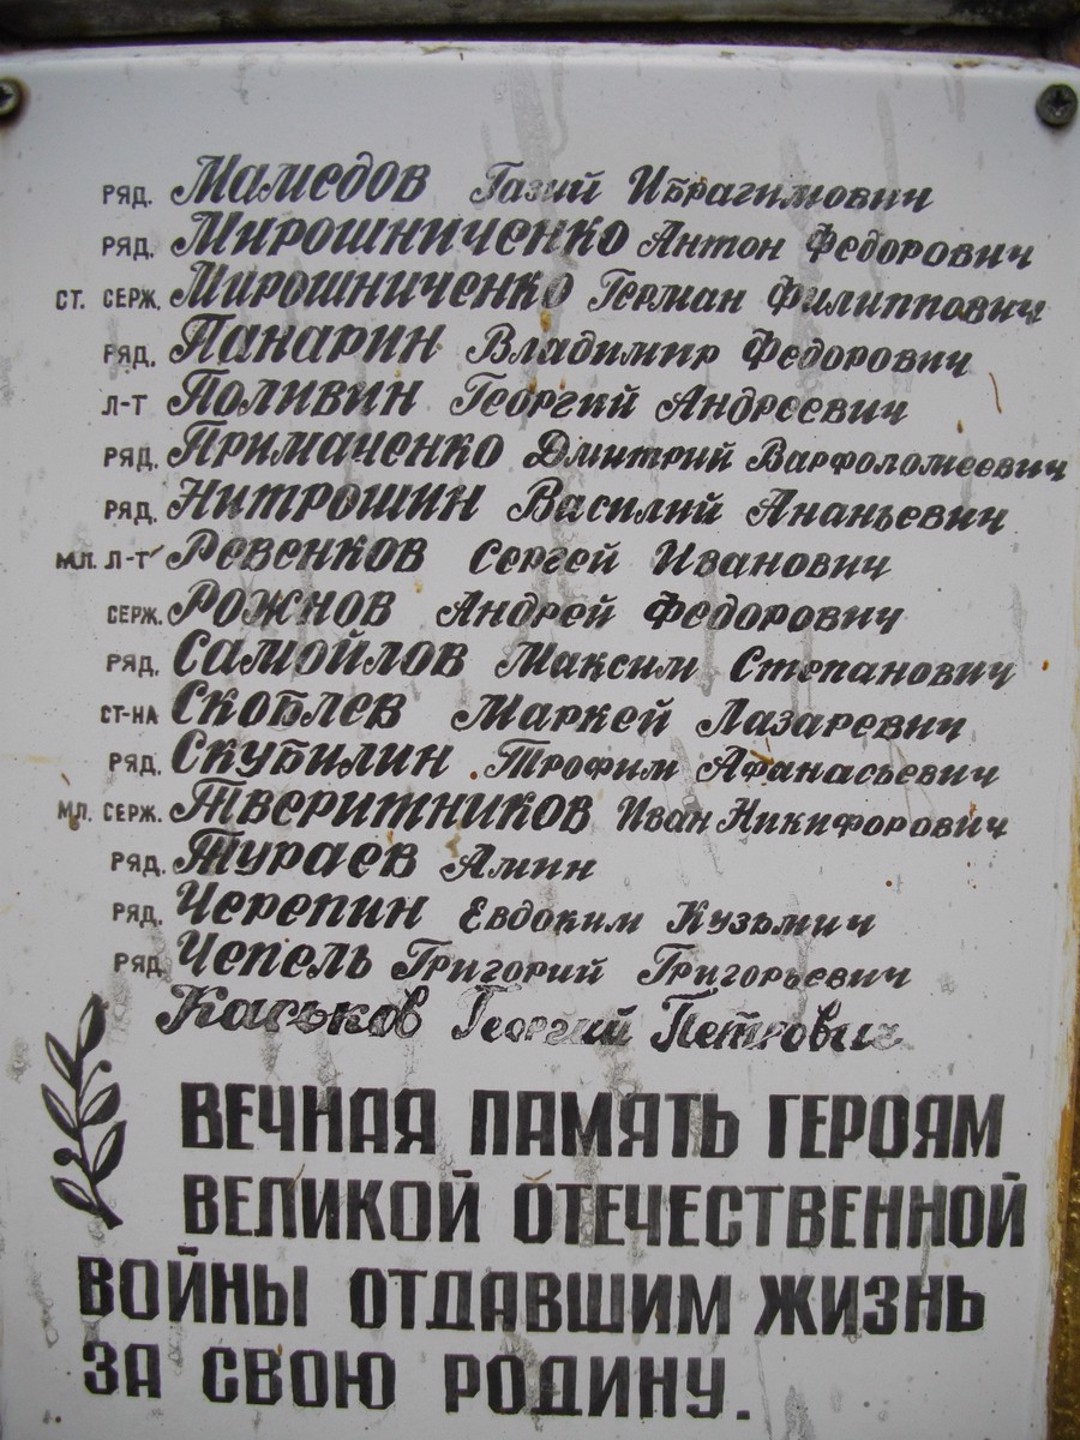 РЯД. Мамедов Газий Ибрагимович
РЯД. Мирошниченко Антон Федорович
СТ. СЕРЖ. Мирошниченко Герман Филиппович
РЯД. Панарин Владимир Федорович
Л-Т Поливин Георгий Андреевич
РЯД. Примаченко Дмитрий Варфоломеевич
РЯД. Нитрошин Василий Ананьевич
МЛ. Л-Т Ревенков Сергей Иванович
СЕРЖ. Рожнов Андрей Федорович
РЯД. Самойлов Максим Степанович
СТ-НА Скоблев Маркей Лазаревич
РЯД. Скубилин Трофим Афанасьевич
МЛ. СЕРЖ. Тверитников Иван Никифорович
РЯД. Тураев Амин
РЯД. Черепин Евдоким Кузьмич
РЯД. Чепель Григорий Григорьевич
Каськов Георгий Петрович
ВЕЧНАЯ ПАМЯТЬ ГЕРОЯМ
ВЕЛИКОЙ ОТЕЧЕСТВЕННОЙ
ВОЙНЫ ОТДАВШИМ ЖИЗНЬ
ЗА СВОЮ РОДИНУ.